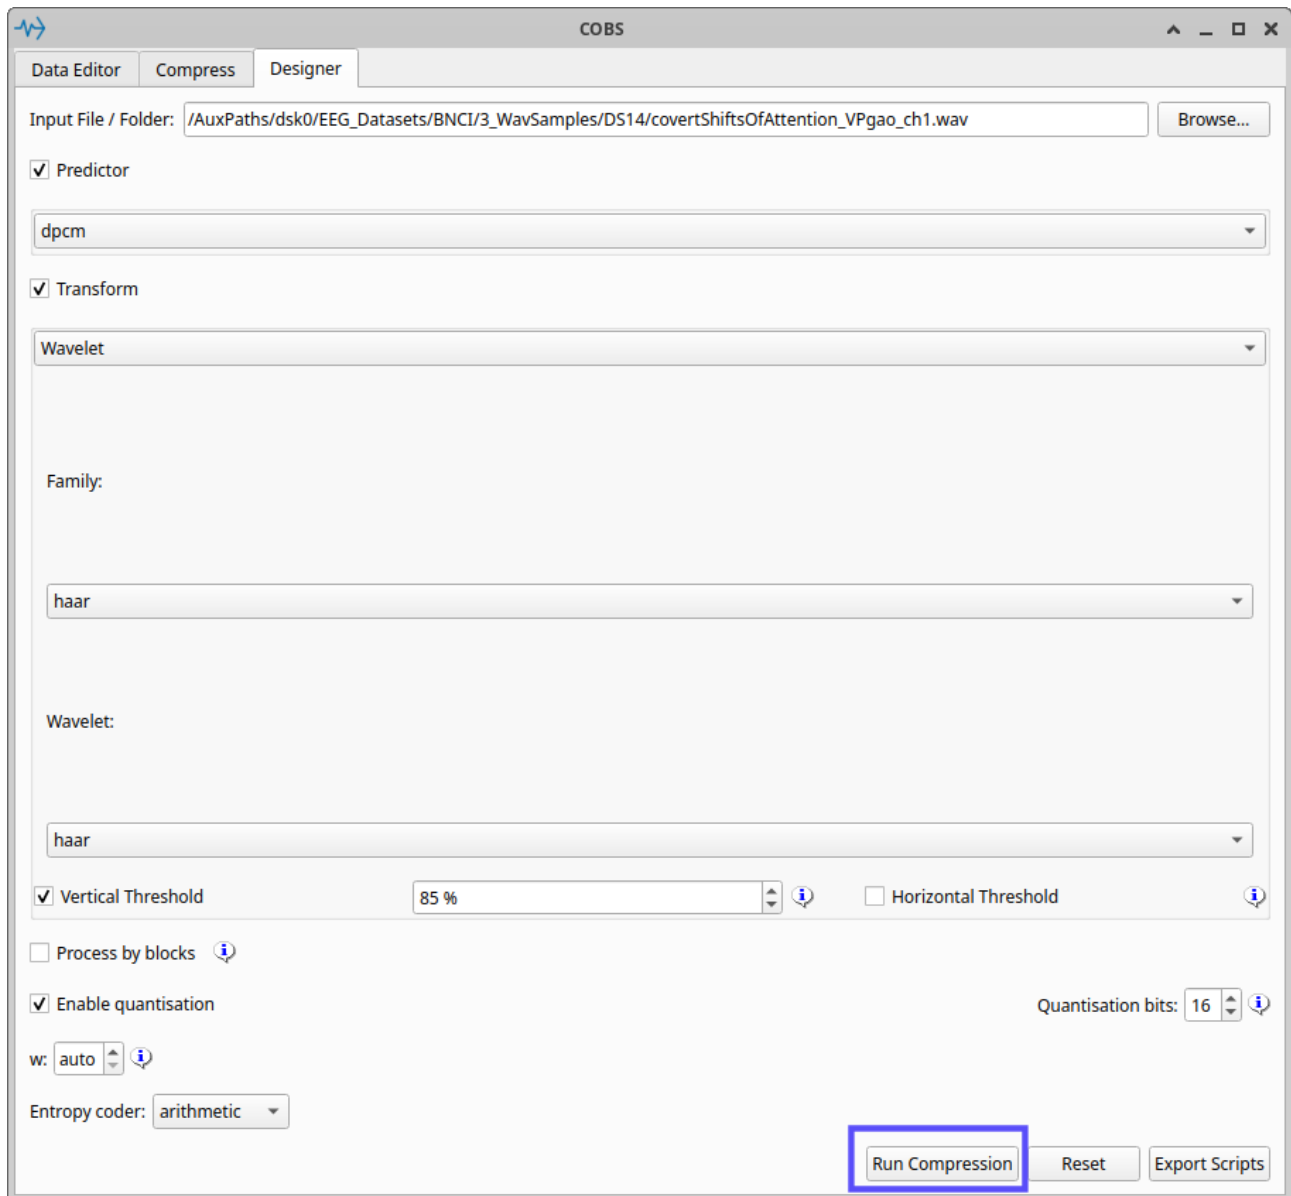 COBS
Data Editor Compress Designer
Input File / Folder: /AuxPaths/dsk0/EEG_Datasets/BNCI/3_WavSamples/DS14/covertShiftsOfAttention_VPgao_ch1.wav Browse...
Predictor
dpcm
Transform
Wavelet
Family:
haar
Wavelet:
haar
Vertical Threshold 85 % Horizontal Threshold
Process by blocks
Enable quantisation Quantisation bits: 16
w: auto
Entropy coder: arithmetic
Run Compression Reset Export Scripts